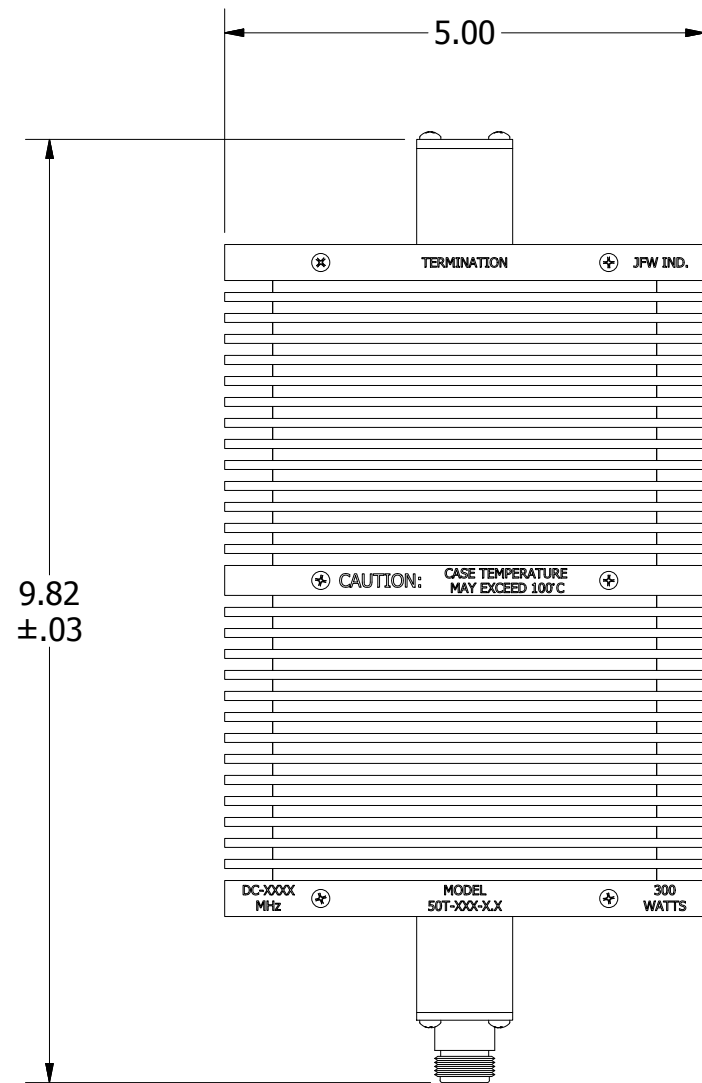 5.00
TERMINATION
JFW IND.
9.82
±.03
CAUTION:
CASE TEMPERATURE
MAY EXCEED 100°C
DC-XXXX
MHz
MODEL
50T-XXX-X.X
300
WATTS